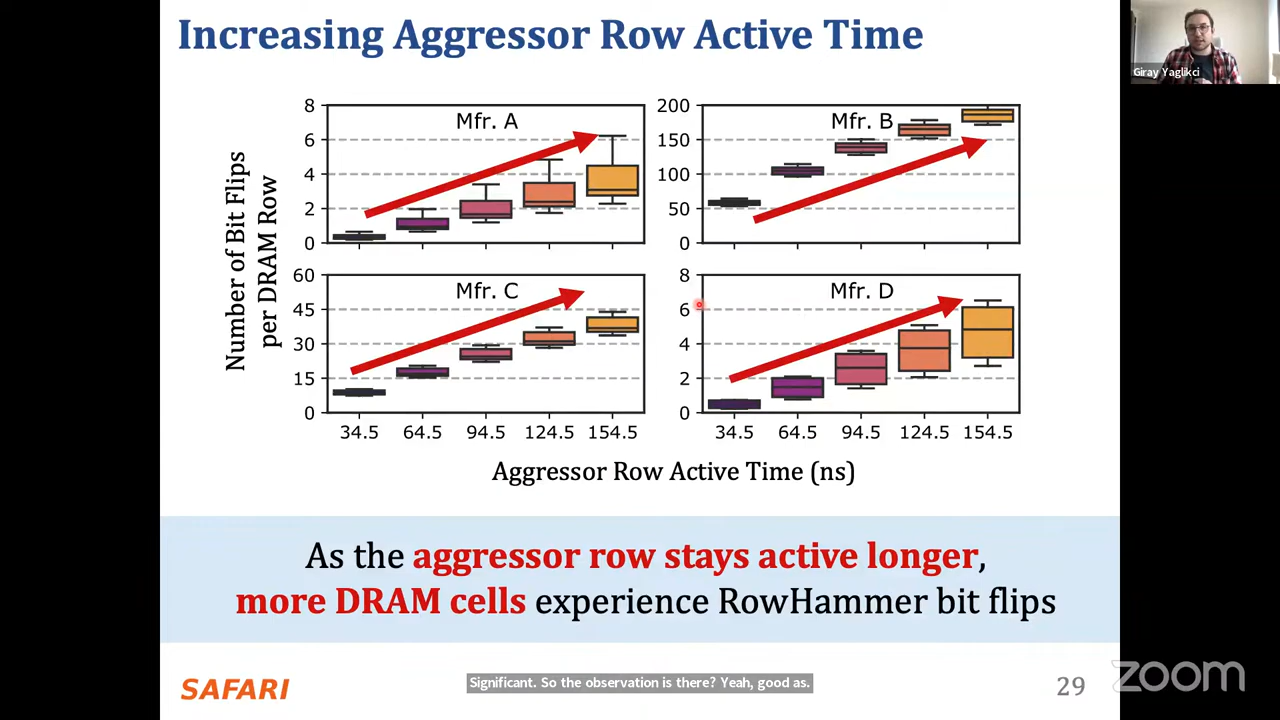 Increasing Aggressor Row Active Time
Giray Yaglikci
Number of Bit Flips
per DRAM Row
Mfr. A
8
6
4
2
0
Mfr. B
200
150
100
50
0
Mfr. C
60
45
30
15
0
34.5 64.5 94.5 124.5 154.5
Mfr. D
8
6
4
2
0
34.5 64.5 94.5 124.5 154.5
Aggressor Row Active Time (ns)
As the aggressor row stays active longer,
more DRAM cells experience RowHammer bit flips
SAFARI
Significant. So the observation is there? Yeah, good as.
29
zoom